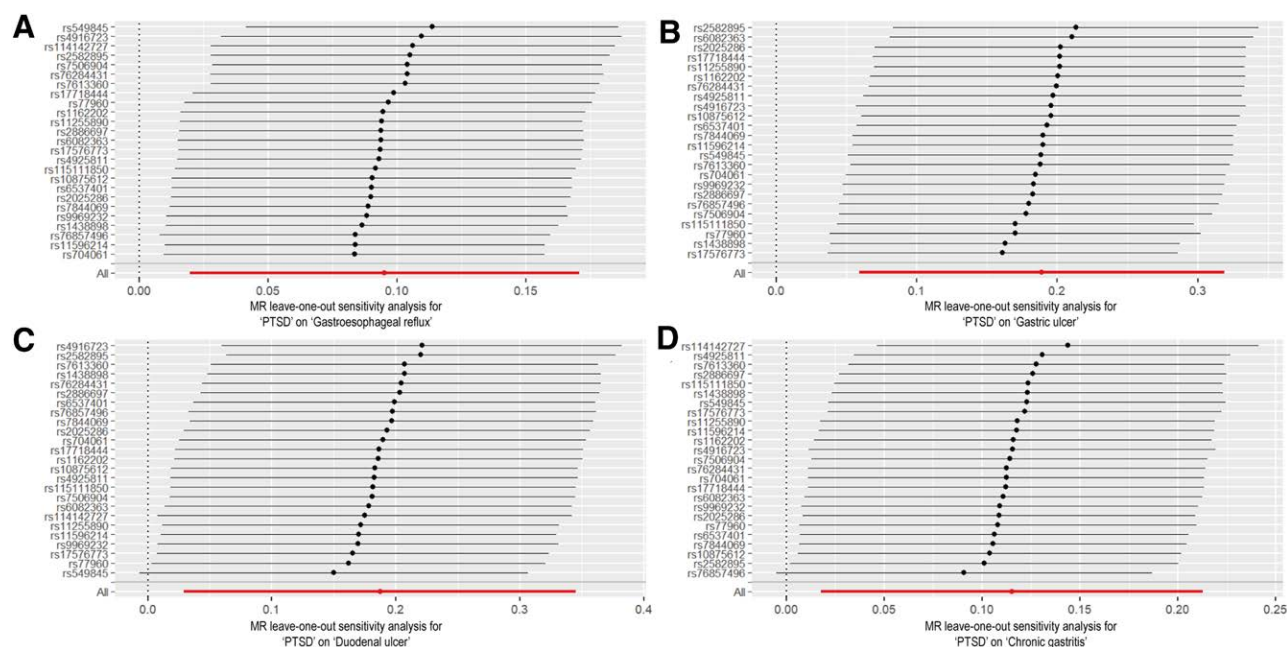 A
rs549845
rs4916723
rs114142727
rs2582895
rs7506904
rs76284431
rs7613360
rs17718444
rs77960
rs1162202
rs11255890
rs2886697
rs6082363
rs17576773
rs4925811
rs115111850
rs10875612
rs6537401
rs2025286
rs7844069
rs9969232
rs1438898
rs76857496
rs11596214
rs704061
All
0.00 0.05 0.10 0.15
MR leave-one-out sensitivity analysis for
'PTSD' on 'Gastroesophageal reflux'
B
rs2582895
rs6082363
rs2025286
rs17718444
rs11255890
rs1162202
rs76284431
rs4925811
rs4916723
rs10875612
rs6537401
rs7844069
rs11596214
rs549845
rs7613360
rs704061
rs9969232
rs2886697
rs76857496
rs7506904
rs115111850
rs77960
rs1438898
rs17576773
All
0.0 0.1 0.2 0.3
MR leave-one-out sensitivity analysis for
'PTSD' on 'Gastric ulcer'
C
rs4916723
rs2582895
rs7613360
rs1438898
rs76284431
rs2886697
rs6537401
rs76857496
rs7844069
rs2025286
rs704061
rs17718444
rs1162202
rs10875612
rs4925811
rs115111850
rs7506904
rs6082363
rs114142727
rs11255890
rs11596214
rs9969232
rs17576773
rs77960
rs549845
All
0.0 0.1 0.2 0.3 0.4
MR leave-one-out sensitivity analysis for
'PTSD' on 'Duodenal ulcer'
D
rs114142727
rs4925811
rs7613360
rs2886697
rs115111850
rs1438898
rs549845
rs17576773
rs11255890
rs11596214
rs1162202
rs4916723
rs7506904
rs76284431
rs704061
rs17718444
rs6082363
rs9969232
rs2025286
rs77960
rs6537401
rs7844069
rs10875612
rs2582895
rs76857496
All
0.00 0.05 0.10 0.15 0.20 0.25
MR leave-one-out sensitivity analysis for
'PTSD' on 'Chronic gastritis'